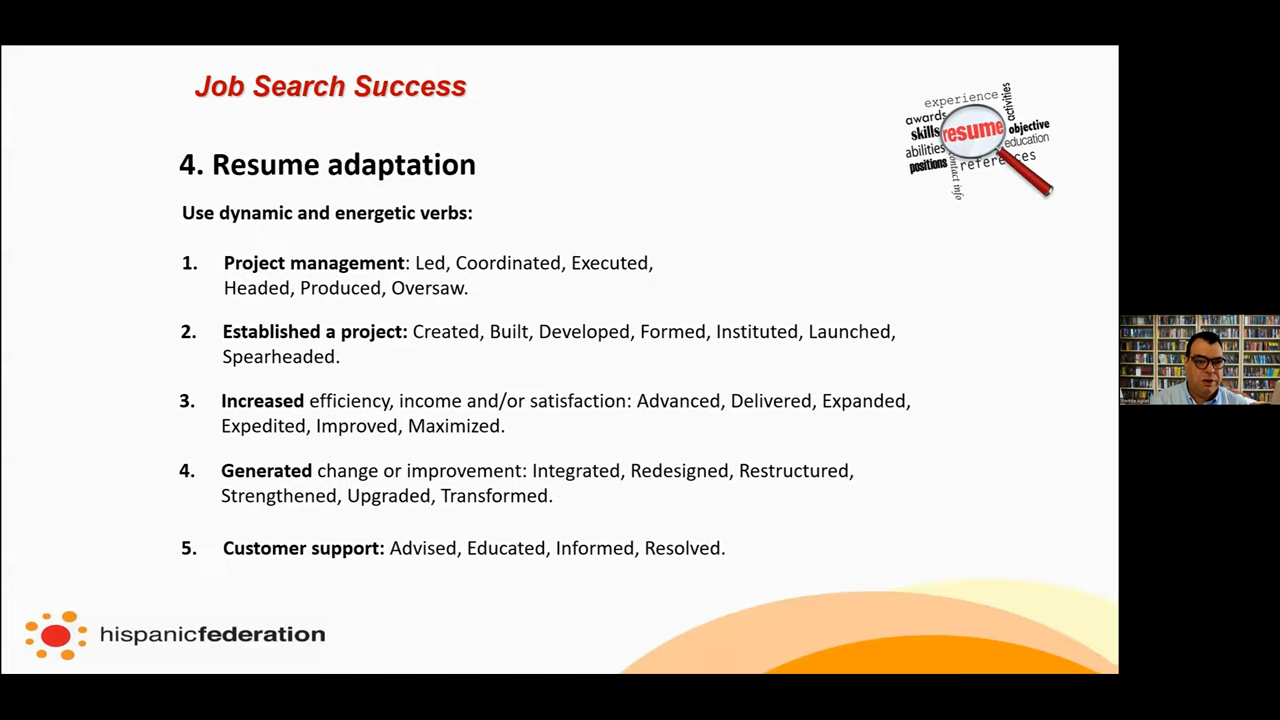 Job Search Success
experience
activities
awards
skills
resume
objective
abilities
education
positions
references
contact info
4. Resume adaptation
Use dynamic and energetic verbs:
1. Project management: Led, Coordinated, Executed,
Headed, Produced, Oversaw.
2. Established a project: Created, Built, Developed, Formed, Instituted, Launched,
Spearheaded.
3. Increased efficiency, income and/or satisfaction: Advanced, Delivered, Expanded,
Expedited, Improved, Maximized.
4. Generated change or improvement: Integrated, Redesigned, Restructured,
Strengthened, Upgraded, Transformed.
5. Customer support: Advised, Educated, Informed, Resolved.
hispanicfederation